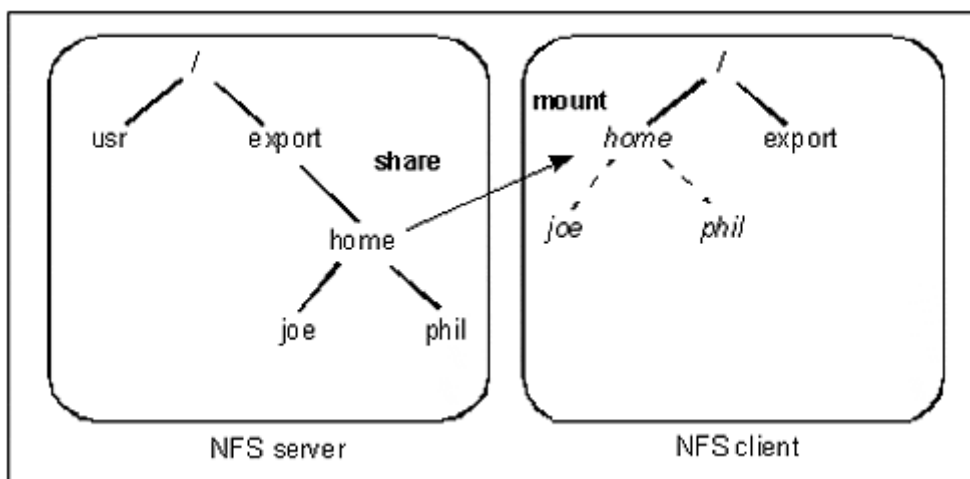 /
usr export
share
home
joe phil
NFS server
/
mount
home export
joe phil
NFS client